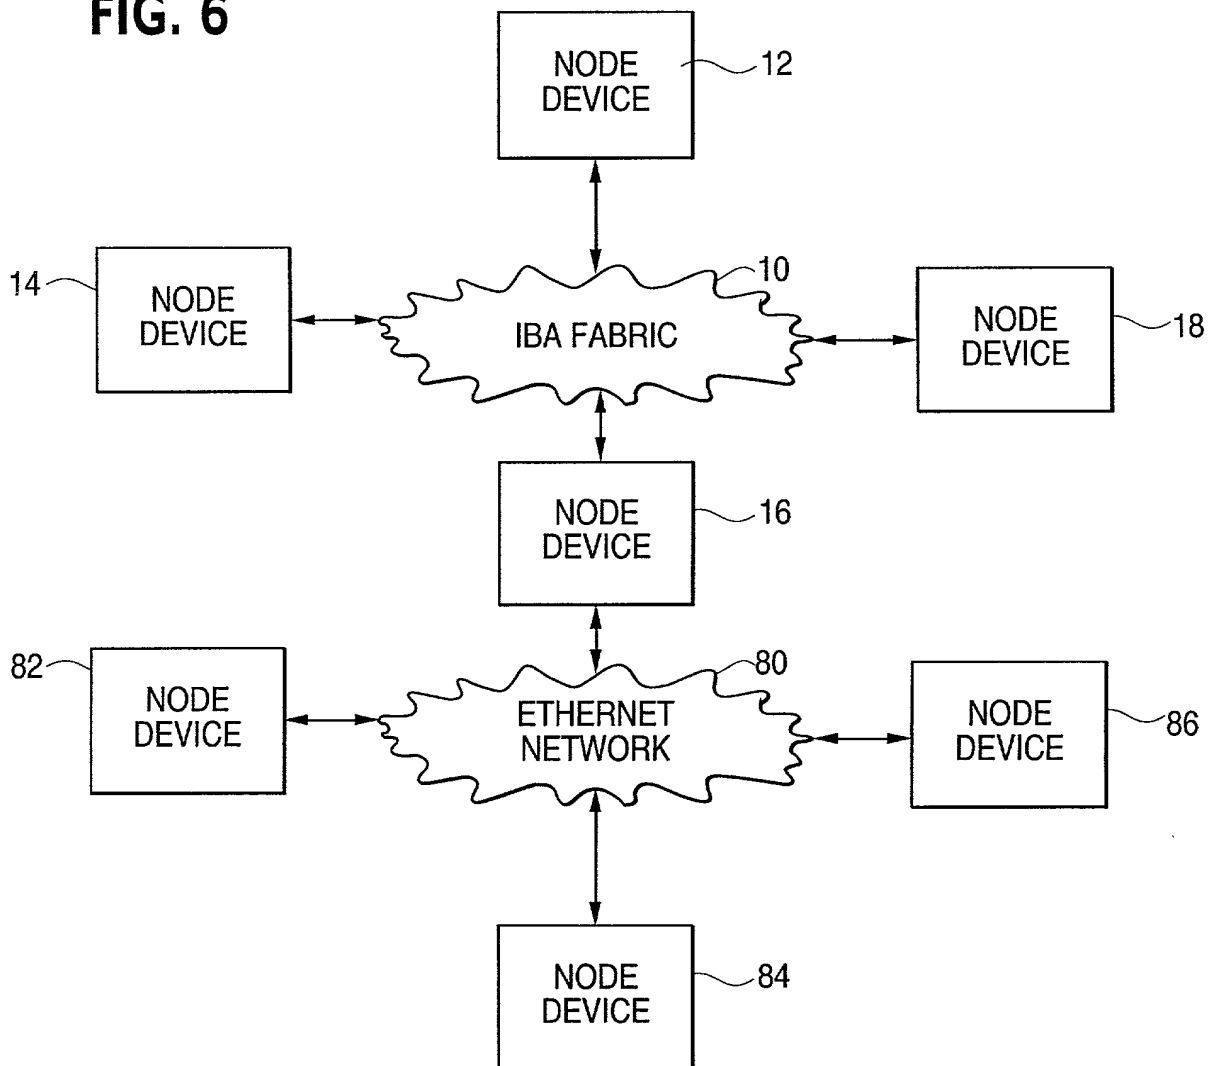 FIG. 6
NODE
DEVICE
12
14
NODE
DEVICE
10
IBA FABRIC
NODE
DEVICE
18
NODE
DEVICE
16
82
NODE
DEVICE
80
ETHERNET
NETWORK
NODE
DEVICE
86
NODE
DEVICE
84